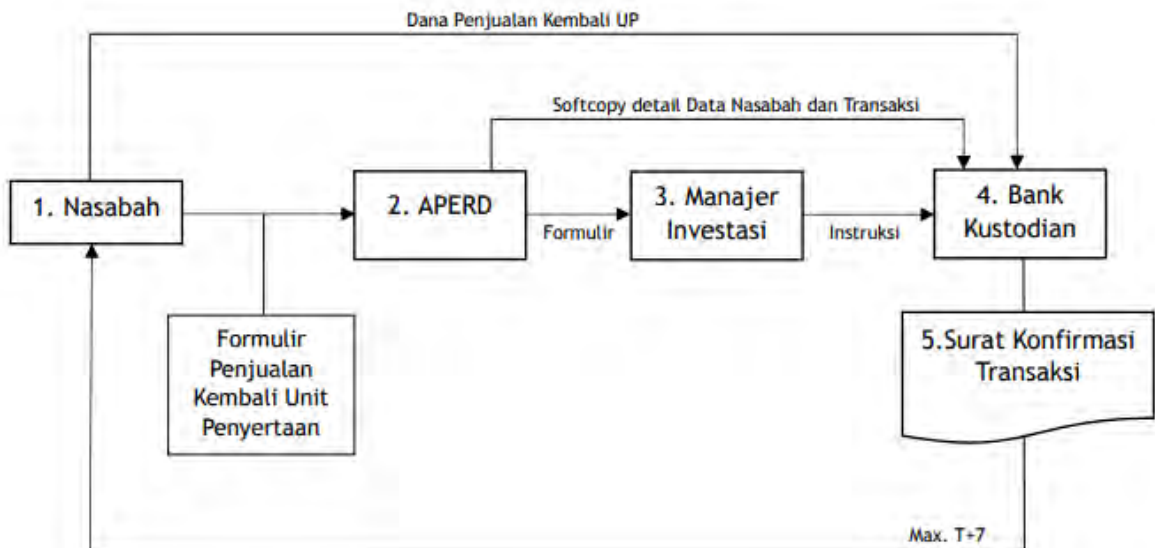 Dana Penjualan Kembali UP
Softcopy detail Data Nasabah dan Transaksi
1. Nasabah
2. APERD
Formulir
3. Manajer
Investasi
Instruksi
4. Bank
Kustodian
Formulir
Penjualan
Kembali Unit
Penyertaan
5.Surat Konfirmasi
Transaksi
Max. T+7